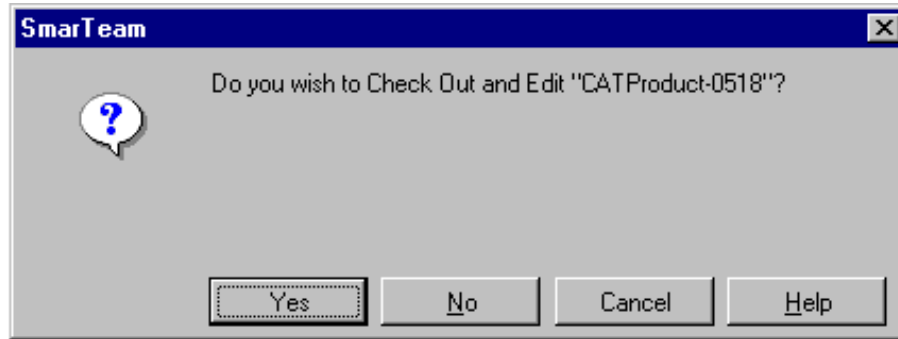 SmarTeam
Do you wish to Check Out and Edit "CATProduct-0518"?
?
Yes
No
Cancel
Help